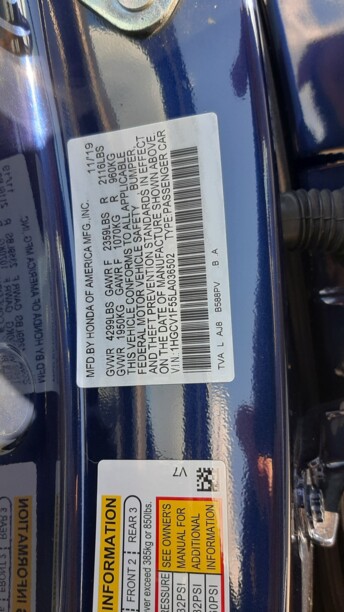 MFD BY HONDA OF AMERICA MFG., INC. 11/19
GVWR 4299LBS GAWR F 2359LBS R 2116LBS
GVWR 1950KG GAWR F 1070KG R 960KG
THIS VEHICLE CONFORMS TO ALL APPLICABLE
FEDERAL MOTOR VEHICLE SAFETY, BUMPER,
AND THEFT PREVENTION STANDARDS IN EFFECT
ON THE DATE OF MANUFACTURE SHOWN ABOVE.
V I N :1HGCV1F55LA036502 TYPE:PASSENGER CAR
TVA L AJ8 B588PV B A
V7
INFORMATION
FRONT 2 REAR 3
ever exceed 385kg or 850lbs.
SEE OWNER'S
MANUAL FOR
ADDITIONAL
INFORMATION